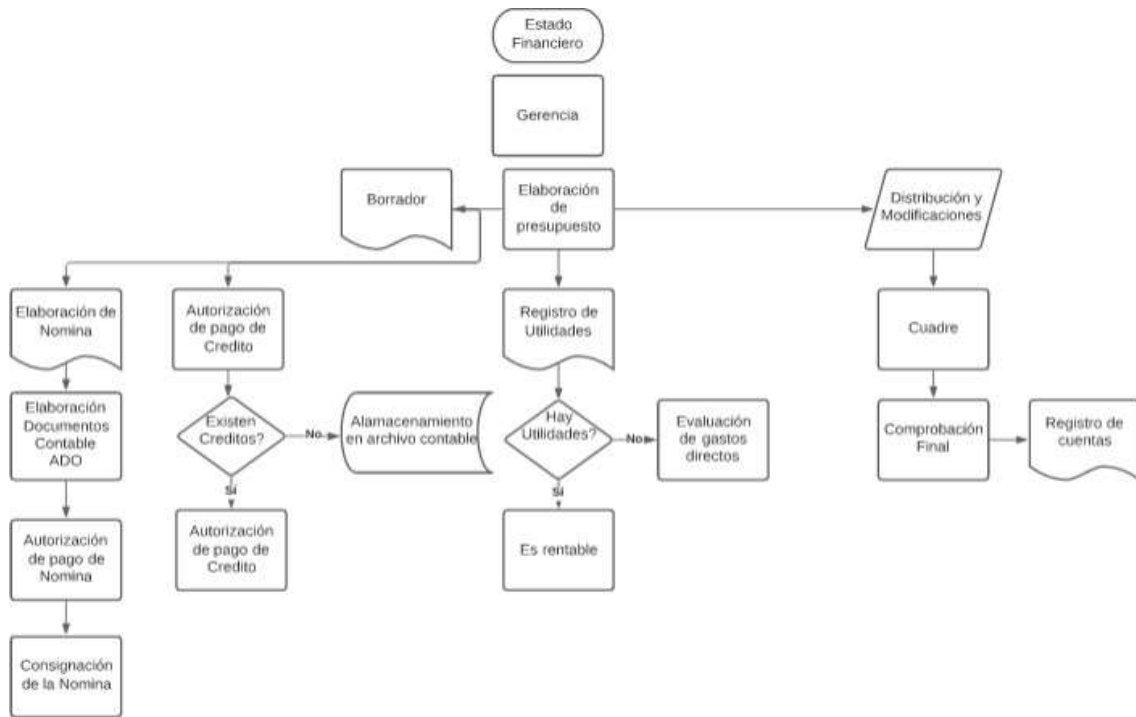 Estado
Financiero
Gerencia
Borrador
Elaboración
de
presupuesto
Distribución y
Modificaciones
Elaboración de
Nomina
Autorización
de pago de
Credito
Registro de
Utilidades
Cuadre
Elaboración
Documentos
Contable
ADO
Existen
Creditos?
No
Alamacenamiento
en archivo contable
Hay
Utilidades?
No
Evaluación
de gastos
directos
Comprobación
Final
Registro de
cuentas
Sí
Sí
Autorización
de pago de
Nomina
Autorización
de pago de
Credito
Es rentable
Consignación
de la Nomina